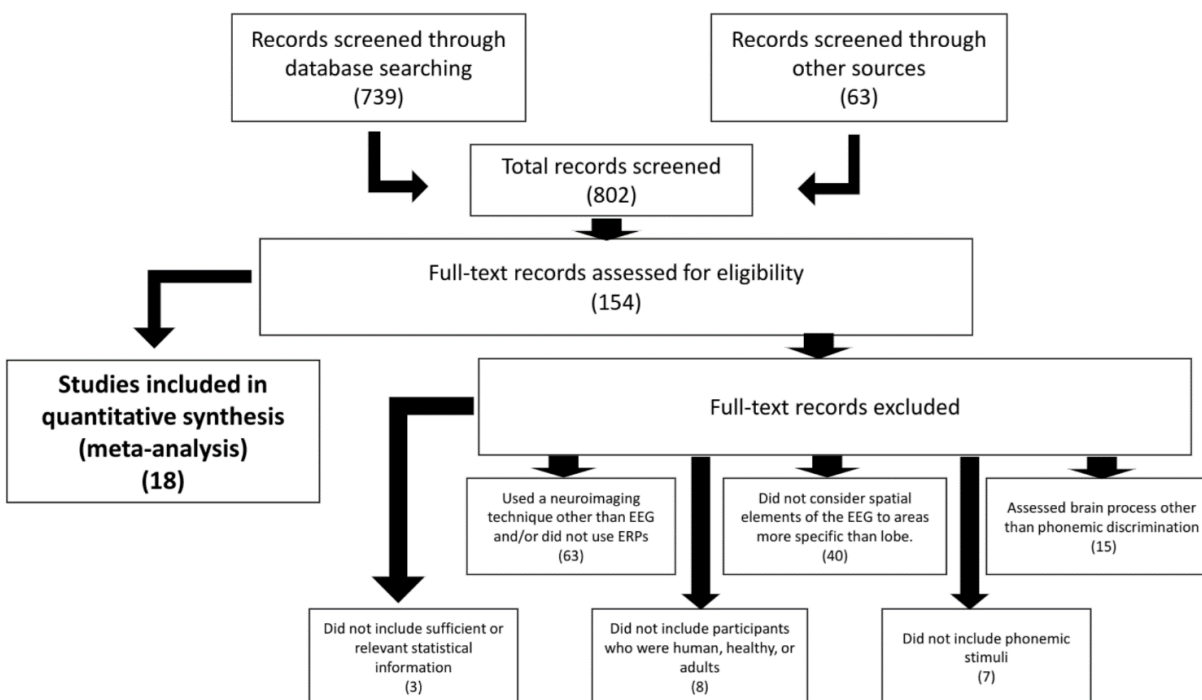 Records screened through
database searching
(739)
Records screened through
other sources
(63)
Total records screened
(802)
Full-text records assessed for eligibility
(154)
Studies included in
quantitative synthesis
(meta-analysis)
(18)
Full-text records excluded
Used a neuroimaging
technique other than EEG
and/or did not use ERPs
(63)
Did not consider spatial
elements of the EEG to areas
more specific than lobe.
(40)
Assessed brain process other
than phonemic discrimination
(15)
Did not include sufficient or
relevant statistical
information
(3)
Did not include participants
who were human, healthy, or
adults
(8)
Did not include phonemic
stimuli
(7)